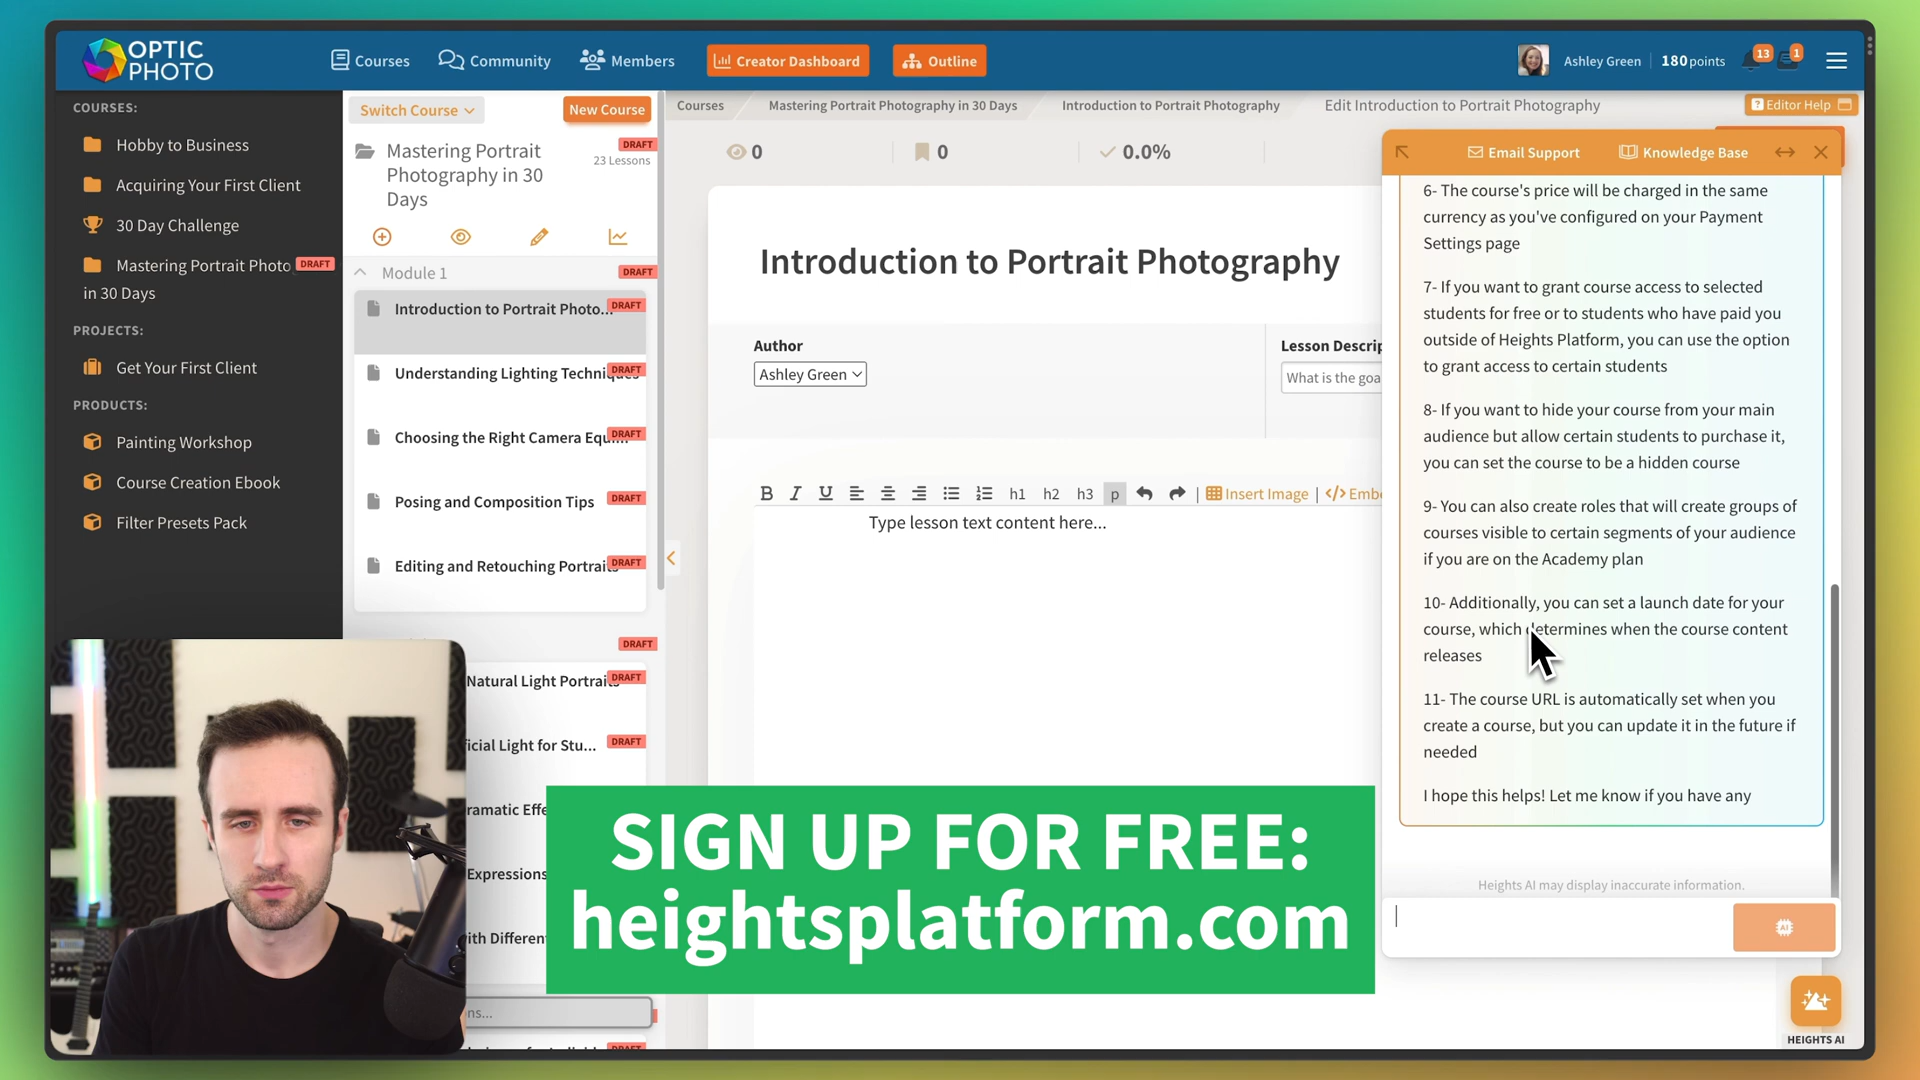 OPTIC
PHOTO
Courses
Community
Members
Creator Dashboard
Outline
Ashley Green
180 points
13
1
COURSES:
Hobby to Business
Acquiring Your First Client
30 Day Challenge
Mastering Portrait Photo
DRAFT
in 30 Days
PROJECTS:
Get Your First Client
PRODUCTS:
Painting Workshop
Course Creation Ebook
Filter Presets Pack
Switch Course
New Course
Mastering Portrait
Photography in 30
Days
DRAFT
23 Lessons
Module 1
DRAFT
Introduction to Portrait Photo...
DRAFT
Understanding Lighting Techniques
DRAFT
Choosing the Right Camera Equ...
DRAFT
Posing and Composition Tips
DRAFT
Editing and Retouching Portraits
DRAFT
DRAFT
Natural Light Portraits
DRAFT
ficial Light for Stu...
DRAFT
ramatic Effe
Expressions
ith Different
ns...
DRAFT
Courses
Mastering Portrait Photography in 30 Days
Introduction to Portrait Photography
Edit Introduction to Portrait Photography
Editor Help
0
0
0.0%
Introduction to Portrait Photography
Author
Ashley Green
Lesson Descrip
What is the goa
B I U h1 h2 h3 p | Insert Image | </> Embe
Type lesson text content here...
Email Support
Knowledge Base
6- The course's price will be charged in the same
currency as you've configured on your Payment
Settings page
7- If you want to grant course access to selected
students for free or to students who have paid you
outside of Heights Platform, you can use the option
to grant access to certain students
8- If you want to hide your course from your main
audience but allow certain students to purchase it,
you can set the course to be a hidden course
9- You can also create roles that will create groups of
courses visible to certain segments of your audience
if you are on the Academy plan
10- Additionally, you can set a launch date for your
course, which determines when the course content
releases
11- The course URL is automatically set when you
create a course, but you can update it in the future if
needed
I hope this helps! Let me know if you have any
Heights AI may display inaccurate information.
AI
HEIGHTS AI
SIGN UP FOR FREE:
heightsplatform.com